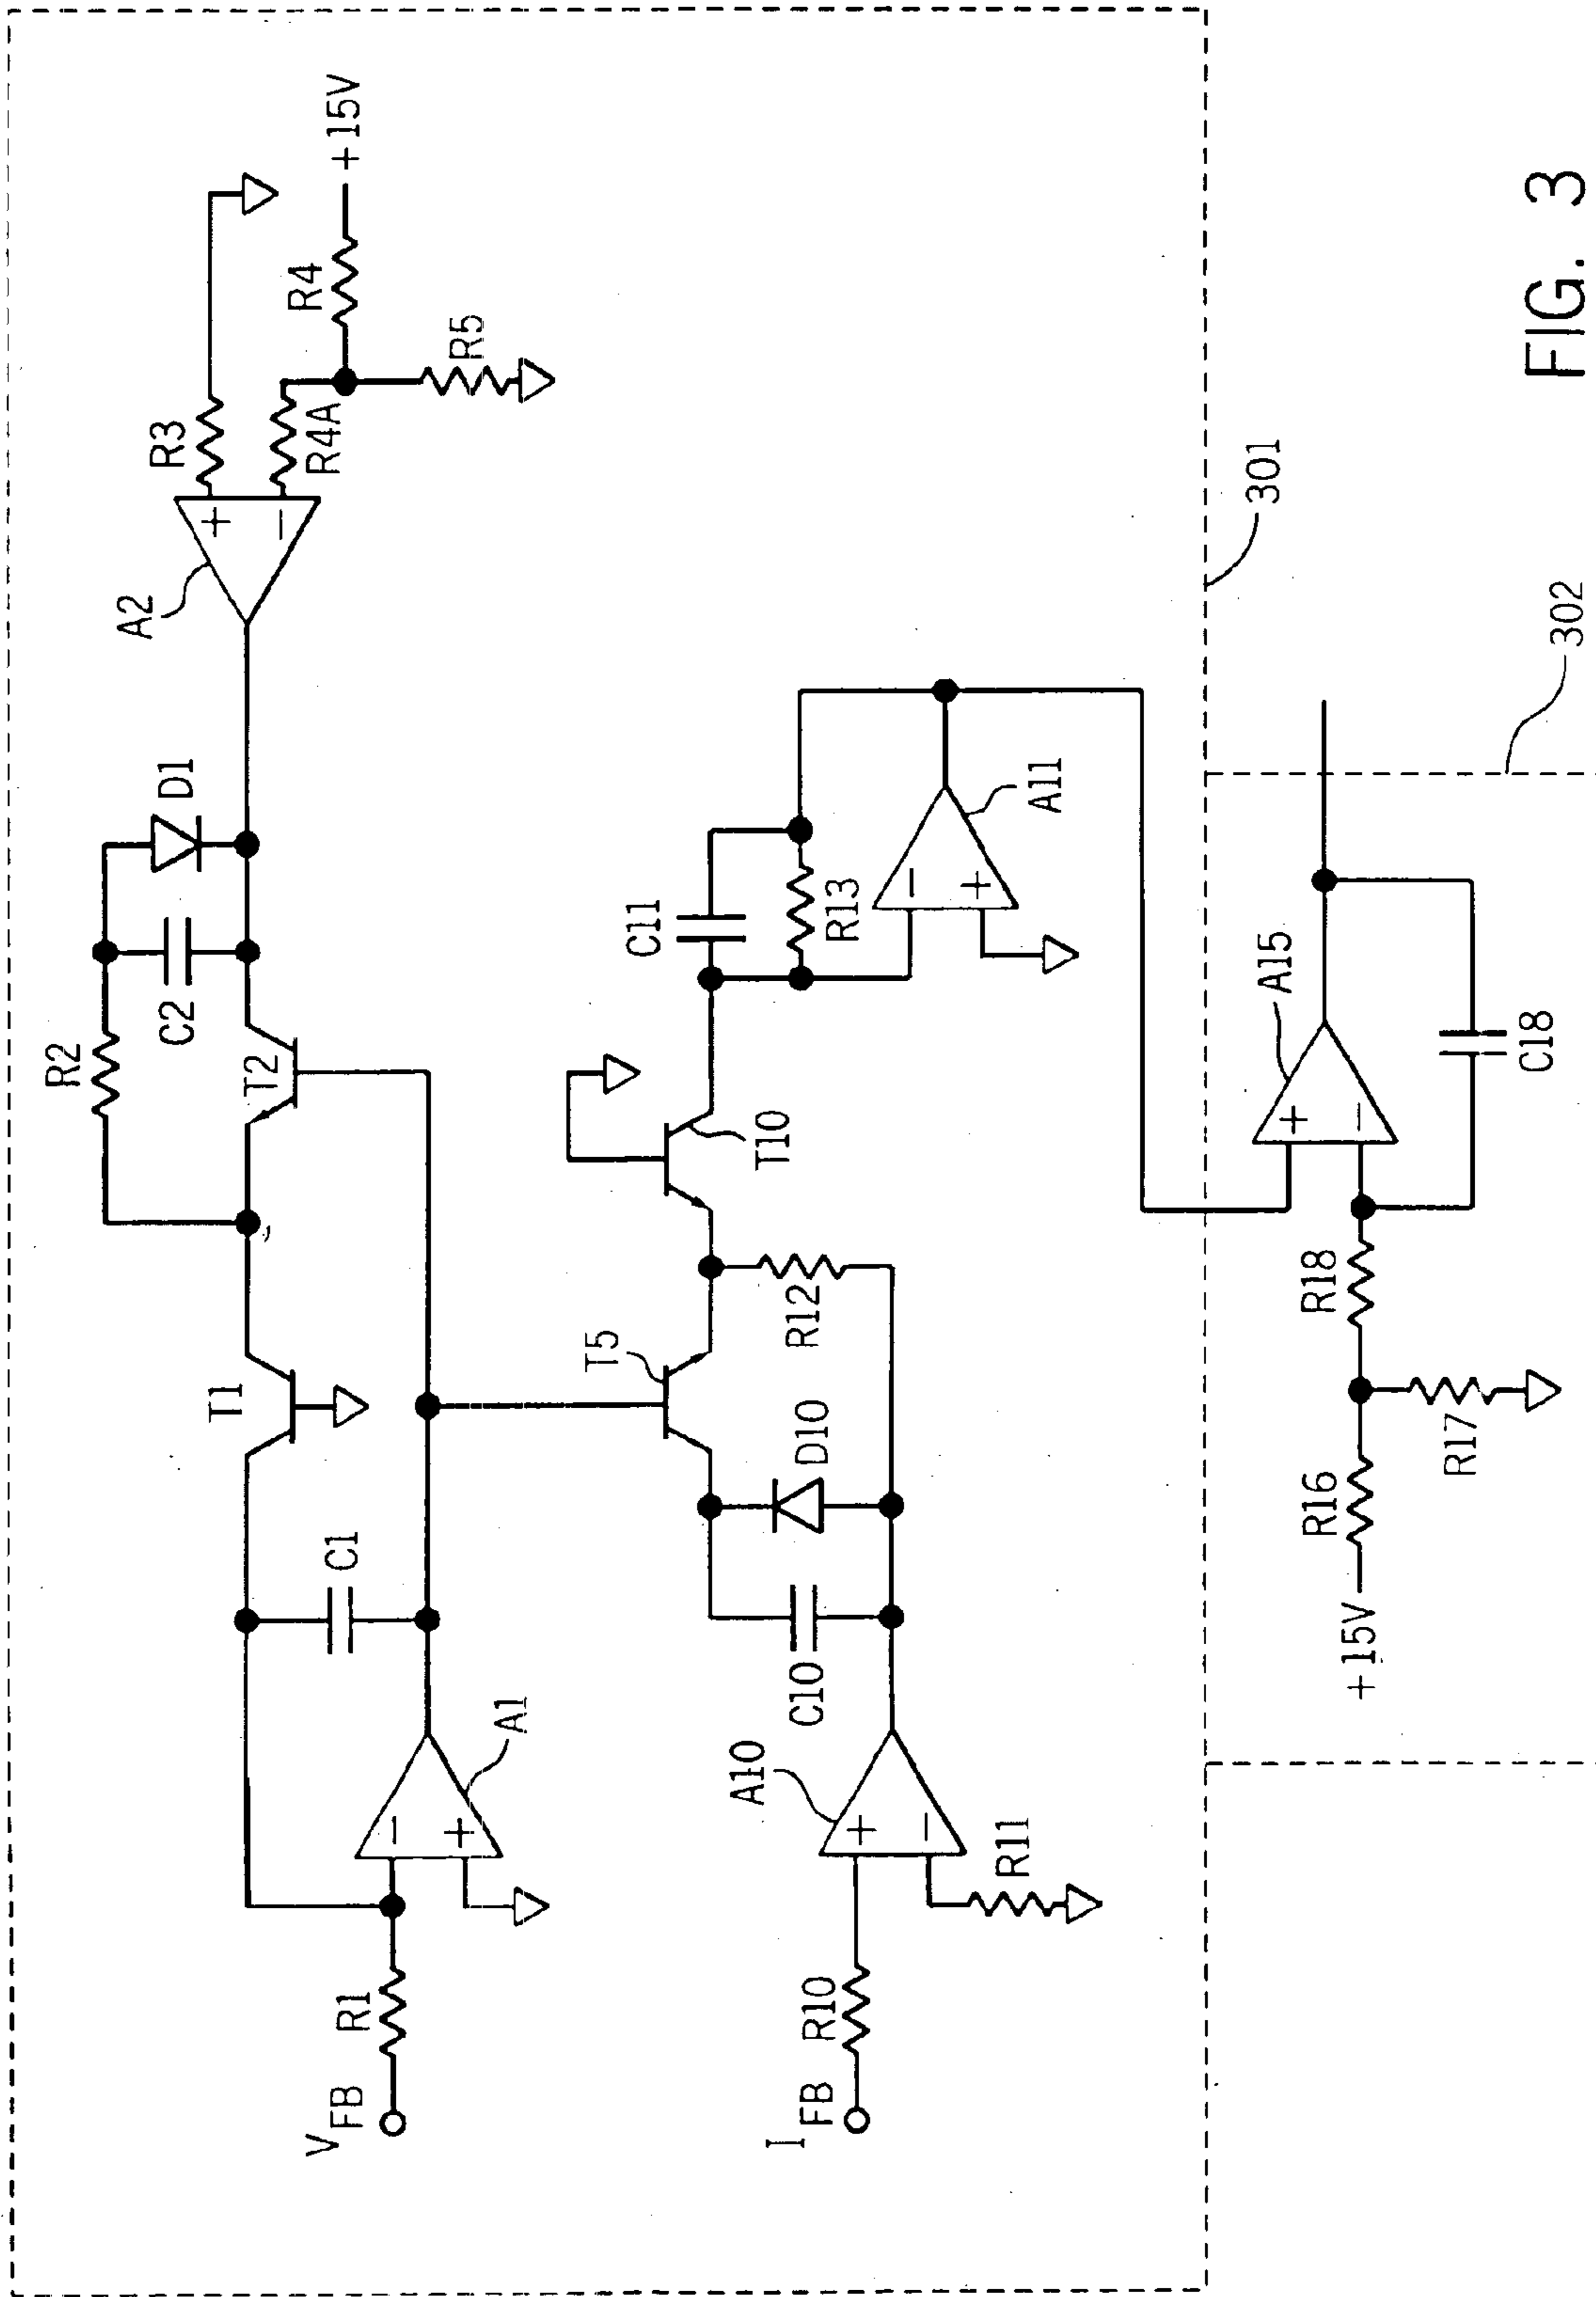 R2
C2
D1
T2
A2
R3
+
−
R4A
R4
+15V
R5
T1
C1
VFB
R1
−
+
A1
T5
T10
C11
R13
−
+
A11
R12
D10
C10
IFB
R10
A10
+
−
R11
301
302
+15V
R16
R17
R18
+
−
A15
C18
FIG. 3